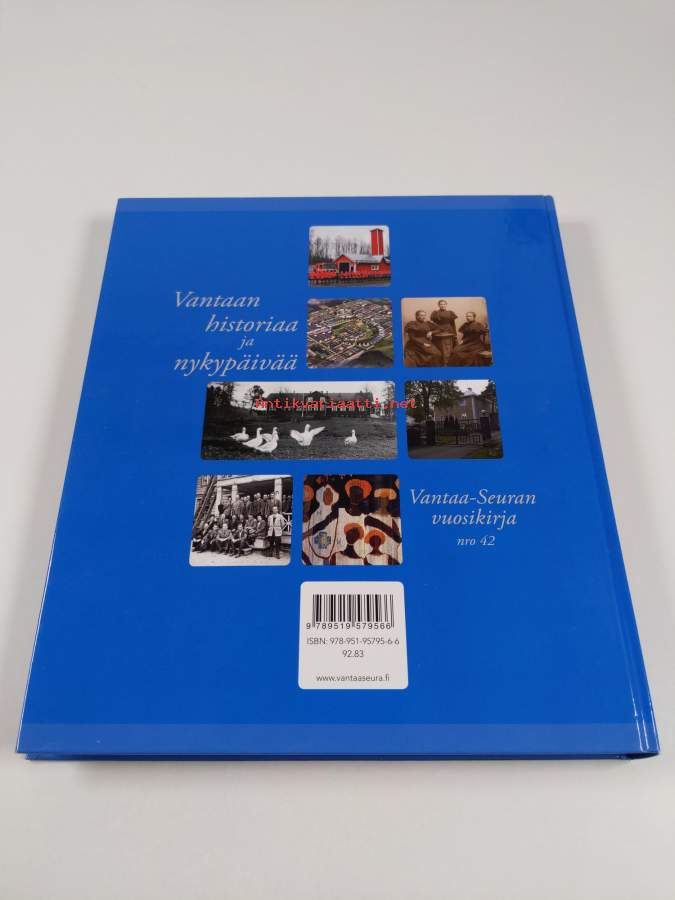 Vantaan
historiaa
ja
nykypäivää
antikvariaatti.net
Vantaa-Seuran
vuosikirja
nro 42
9 789519 579566
ISBN: 978-951-95795-6-6
92.83
www.vantaaseura.fi